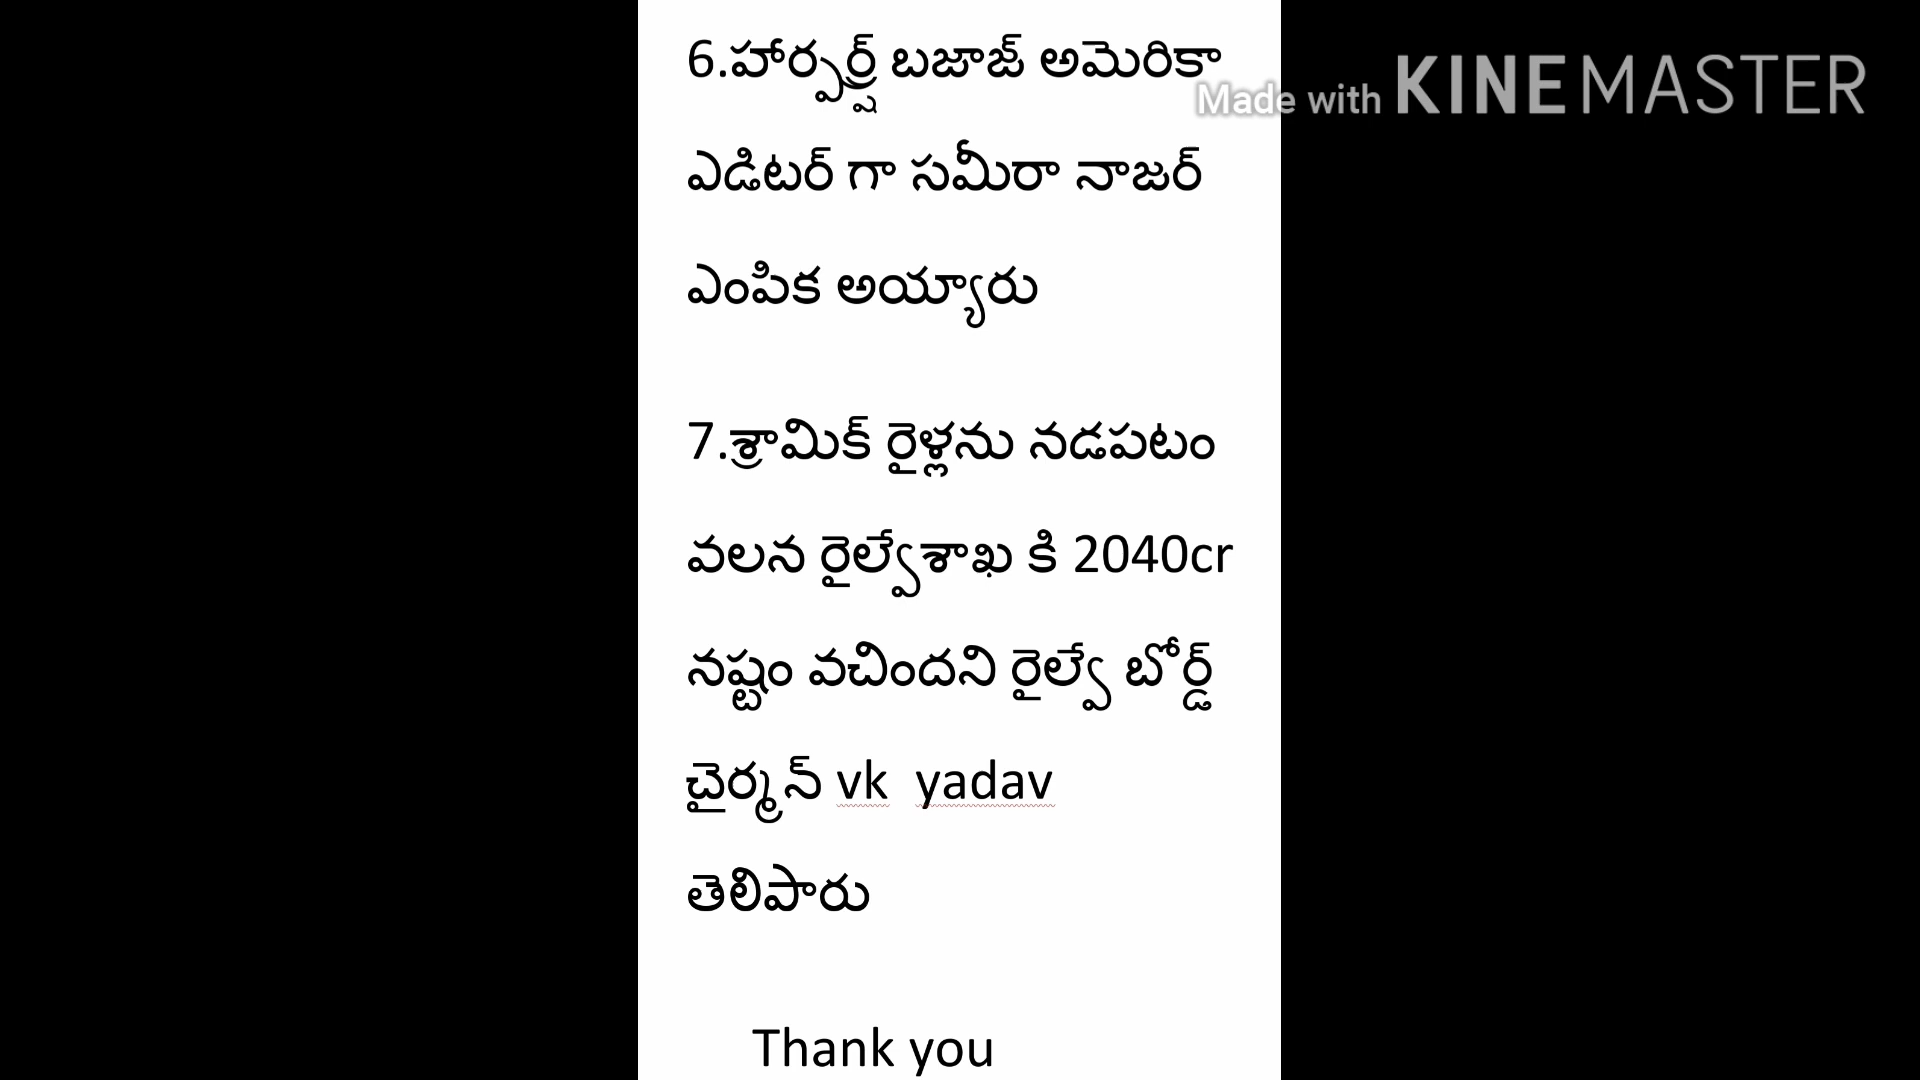 6.హార్పర్ర్ష్ బజాజ్ అమెరికా
Made with KINEMASTER
ఎడిటర్ గా సమీరా నాజర్
ఎంపిక అయ్యారు
7.శ్రామిక్ రైళ్లను నడపటం
వలన రైల్వేశాఖ కి 2040cr
నష్టం వచిందని రైల్వే బోర్డ్
చైర్మన్ vk yadav
తెలిపారు
Thank you